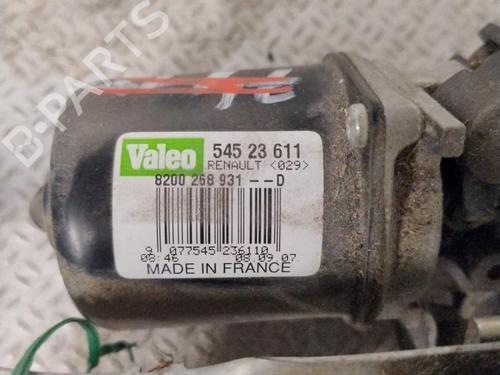 B-PARTS
Valeo
545 23 611
RENAULT <029>
8200 268 931--D
9 077545 236110
08:46 08.09.07
MADE IN FRANCE